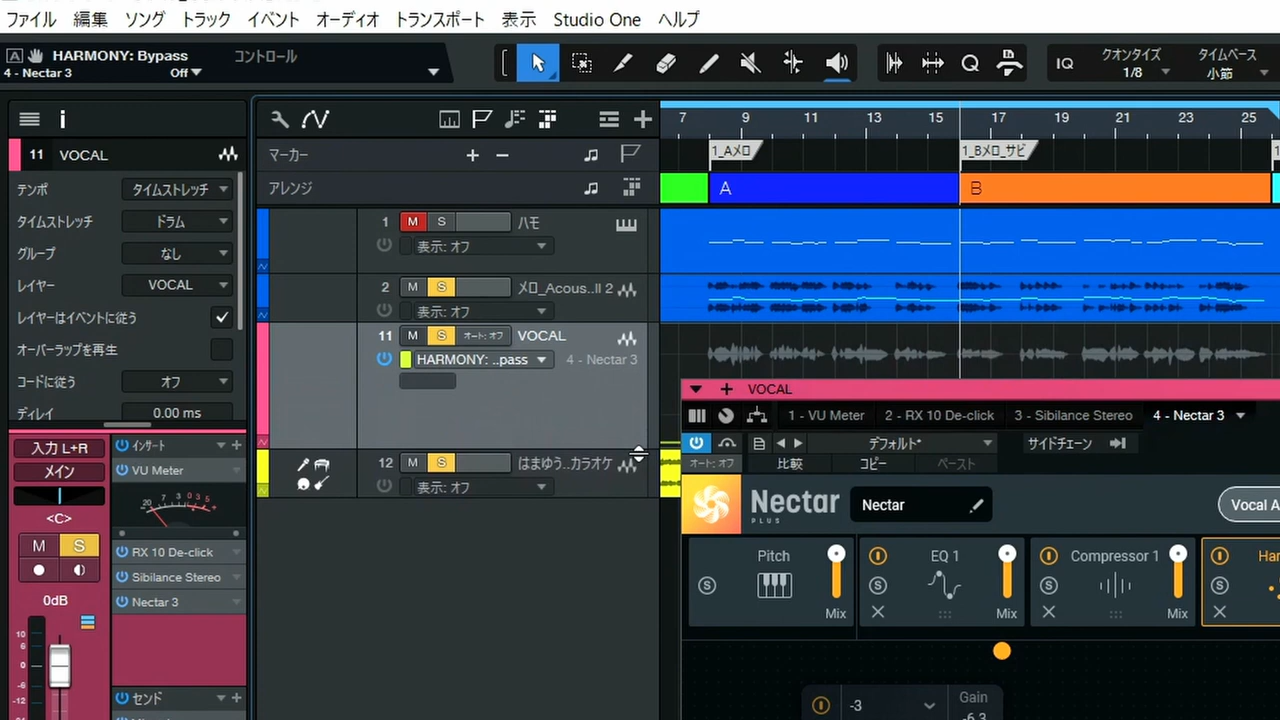 ファイル 編集 ソング トラック イベント オーディオ トランスポート 表示 Studio One ヘルプ
A HARMONY: Bypass コントロール
4 - Nectar 3 Off
IQ クオンタイズ 1/8 タイムベース 小節
i
7 9 11 13 15 17 19 21 23 25
11 VOCAL
マーカー + −
1_Aメロ 1_Bメロ_サビ 1
テンポ タイムストレッチ
アレンジ
A B
タイムストレッチ ドラム
1 M S ハモ
表示: オフ
グループ なし
レイヤー VOCAL
2 M S メロ_Acous..ll 2
表示: オフ
レイヤーはイベントに従う
オーバーラップを再生
11 M S オート: オフ VOCAL
HARMONY: ..pass 4 - Nectar 3
コードに従う オフ
ディレイ 0.00 ms
12 M S はまゆう..カラオケ
表示: オフ
入力 L+R
メイン
<C>
M S
0dB
10
6
0
-6
-12
インサート
VU Meter
20 7 3 0 3 5
RX 10 De-click
Sibilance Stereo
Nectar 3
センド
VOCAL
1 - VU Meter 2 - RX 10 De-click 3 - Sibilance Stereo 4 - Nectar 3
デフォルト* サイドチェーン
オート: オフ 比較 コピー ペースト
Nectar
PLUS
Nectar
Vocal A
Pitch EQ 1 Compressor 1 Har
S S S S
Mix Mix Mix
-3 Gain
-6.3